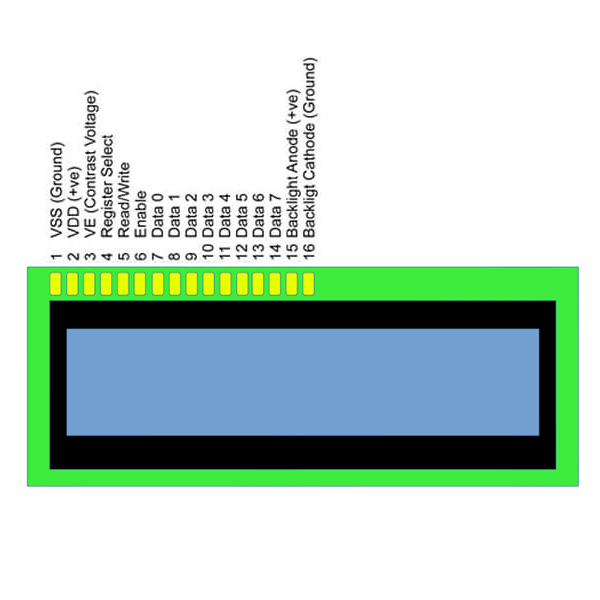 1 VSS (Ground)
2 VDD (+ve)
3 VE (Contrast Voltage)
4 Register Select
5 Read/Write
6 Enable
7 Data 0
8 Data 1
9 Data 2
10 Data 3
11 Data 4
12 Data 5
13 Data 6
14 Data 7
15 Backlight Anode (+ve)
16 Backligt Cathode (Ground)